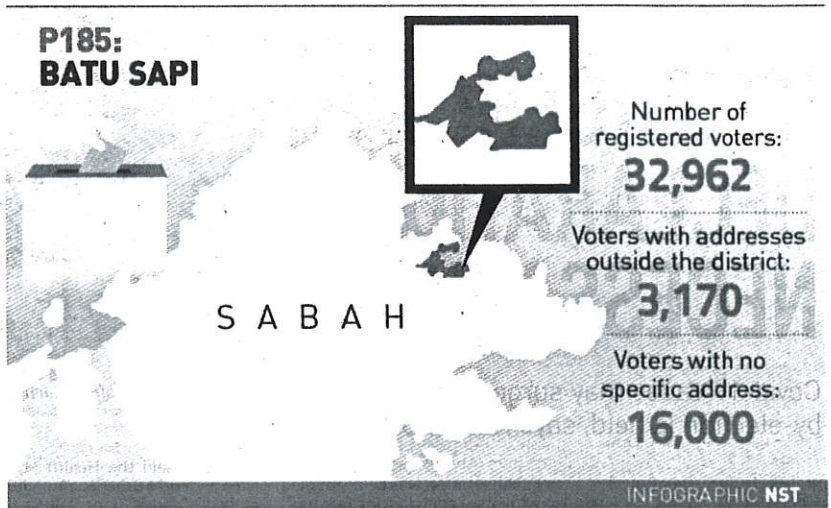 P185:
BATU SAPI
Number of
registered voters:
32,962
Voters with addresses
outside the district:
3,170
SABAH
Voters with no
specific address:
16,000
INFOGRAPHIC NST